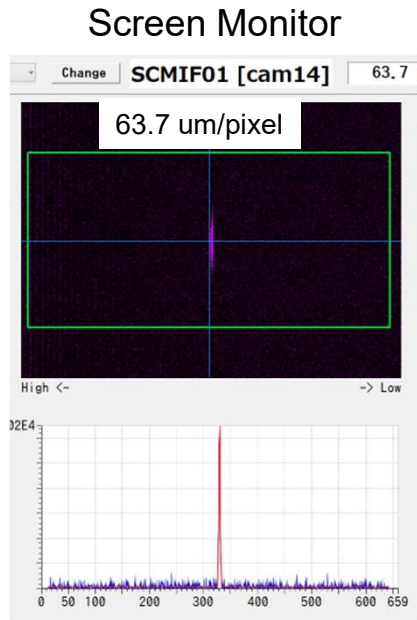 Screen Monitor
Change SCMIF01 [cam14] 63.7
63.7 um/pixel
High <- -> Low
02E4
0 50 100 200 300 400 500 600 659